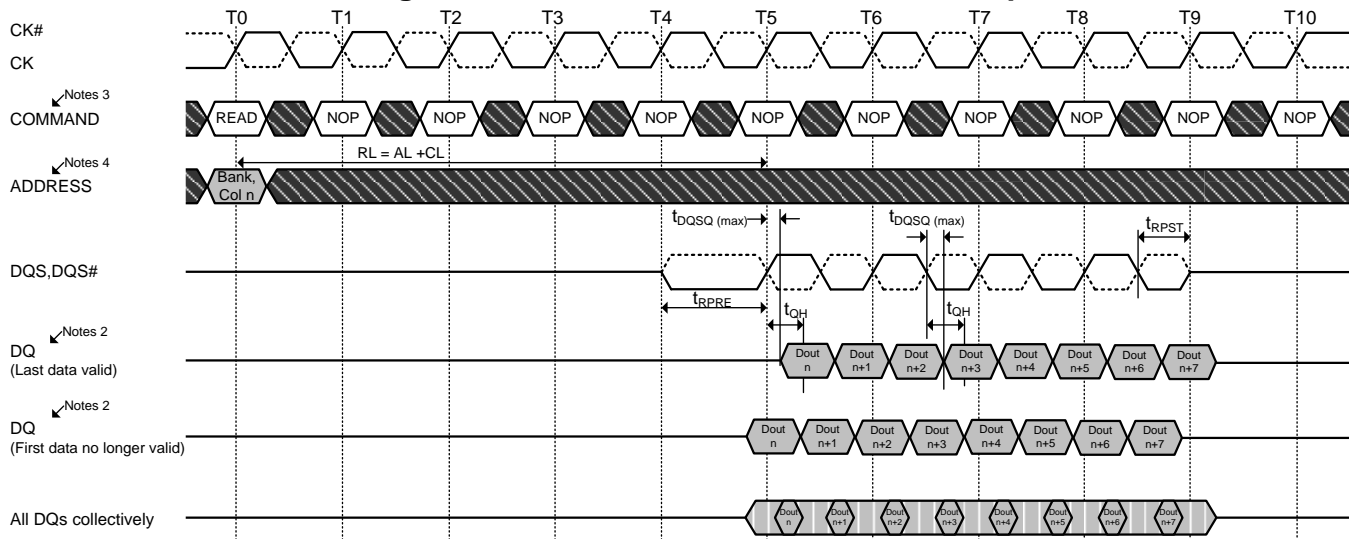 T0 T1 T2 T3 T4 T5 T6 T7 T8 T9 T10
CK#
CK
Notes 3
COMMAND
READ NOP NOP NOP NOP NOP NOP NOP NOP NOP NOP
RL = AL +CL
Notes 4
ADDRESS
Bank,
Col n
tDQSQ (max) tDQSQ (max) tRPST
DQS,DQS#
tRPRE
tQH tQH
Notes 2
DQ
(Last data valid)
Dout n Dout n+1 Dout n+2 Dout n+3 Dout n+4 Dout n+5 Dout n+6 Dout n+7
Notes 2
DQ
(First data no longer valid)
Dout n Dout n+1 Dout n+2 Dout n+3 Dout n+4 Dout n+5 Dout n+6 Dout n+7
All DQs collectively
Dout n Dout n+1 Dout n+2 Dout n+3 Dout n+4 Dout n+5 Dout n+6 Dout n+7